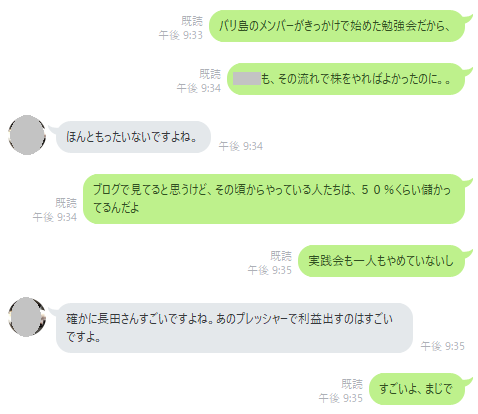 既読
午後 9:33
バリ島のメンバーがきっかけで始めた勉強会だから、
既読
午後 9:34
も、その流れで株をやればよかったのに。。
ほんともったいないですよね。
午後 9:34
既読
午後 9:34
ブログで見てると思うけど、その頃からやっている人たちは、５０％くらい儲かっ
てるんだよ
既読
午後 9:35
実践会も一人もやめていないし
確かに長田さんすごいですよね。あのプレッシャーで利益出すのはすごい
ですよ。
午後 9:35
既読
午後 9:35
すごいよ、まじで